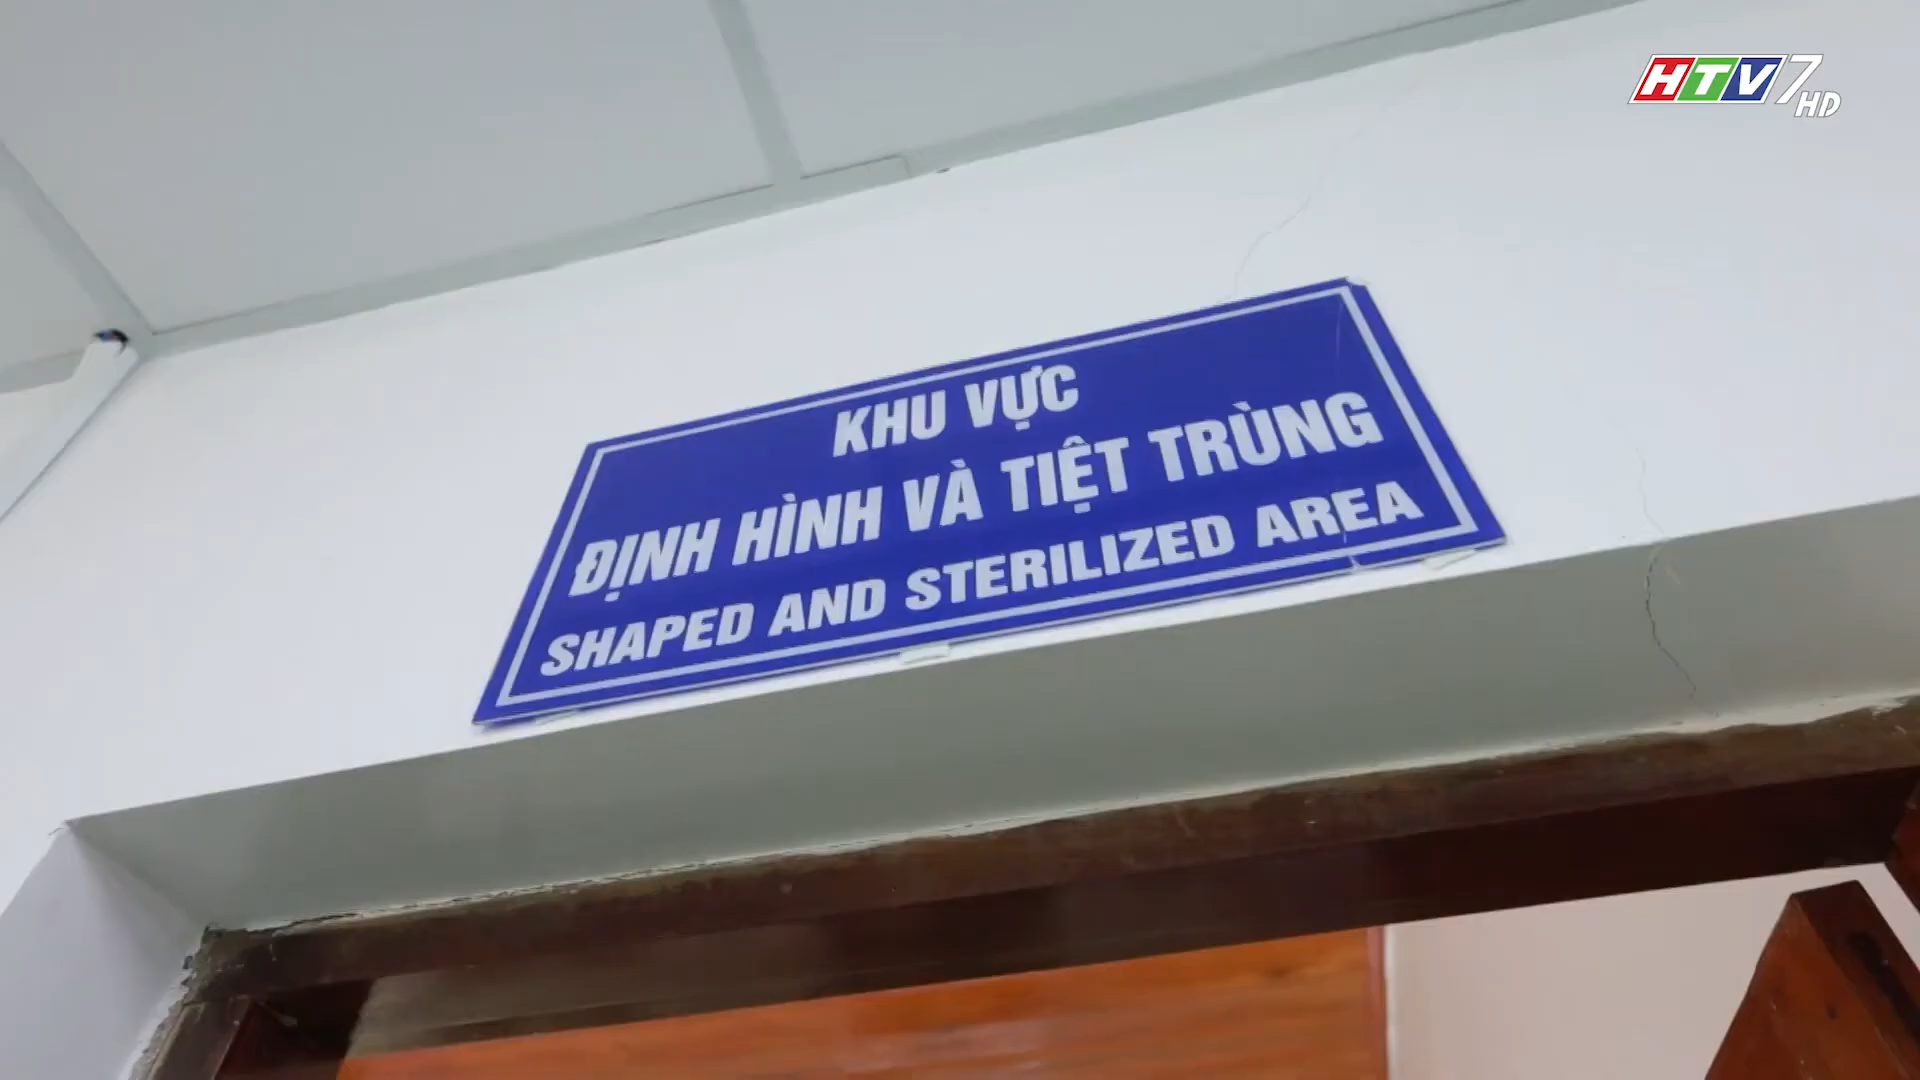 HTV7
HD
KHU VỰC
ĐỊNH HÌNH VÀ TIỆT TRÙNG
SHAPED AND STERILIZED AREA